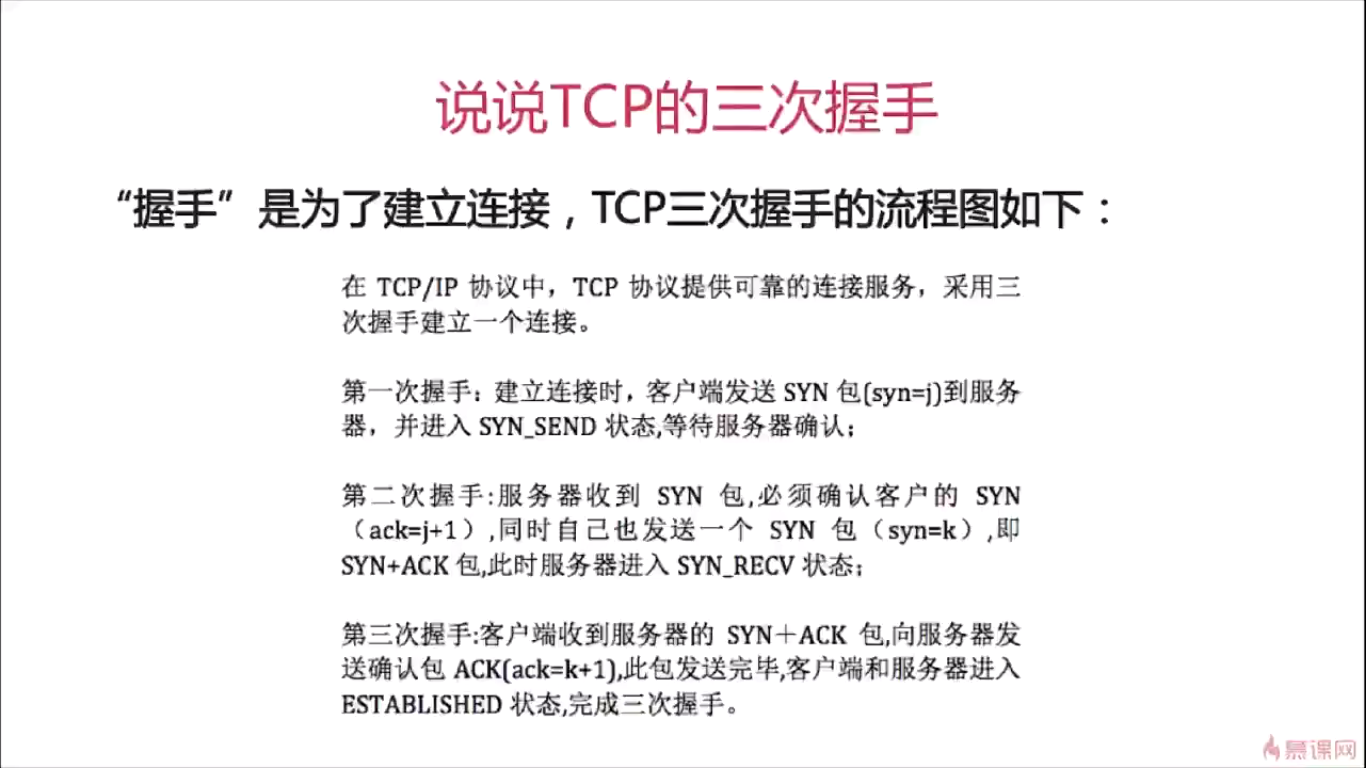 说说TCP的三次握手
“握手”是为了建立连接，TCP三次握手的流程图如下：
在 TCP/IP 协议中，TCP 协议提供可靠的连接服务，采用三
次握手建立一个连接。
第一次握手：建立连接时，客户端发送 SYN 包(syn=j)到服务
器，并进入 SYN_SEND 状态,等待服务器确认；
第二次握手:服务器收到 SYN 包,必须确认客户的 SYN
（ack=j+1）,同时自己也发送一个 SYN 包（syn=k）,即
SYN+ACK 包,此时服务器进入 SYN_RECV 状态；
第三次握手:客户端收到服务器的 SYN＋ACK 包,向服务器发
送确认包 ACK(ack=k+1),此包发送完毕,客户端和服务器进入
ESTABLISHED 状态,完成三次握手。
慕课网